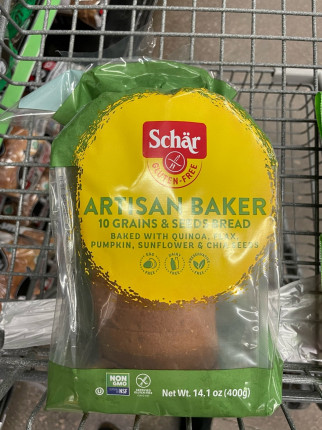 Schär
GLUTEN-FREE
ARTISAN BAKER
10 GRAINS & SEEDS BREAD
BAKED WITH QUINOA, FLAX,
PUMPKIN, SUNFLOWER & CHIA SEEDS
NON
GMO
Net Wt. 14.1 oz (400g)